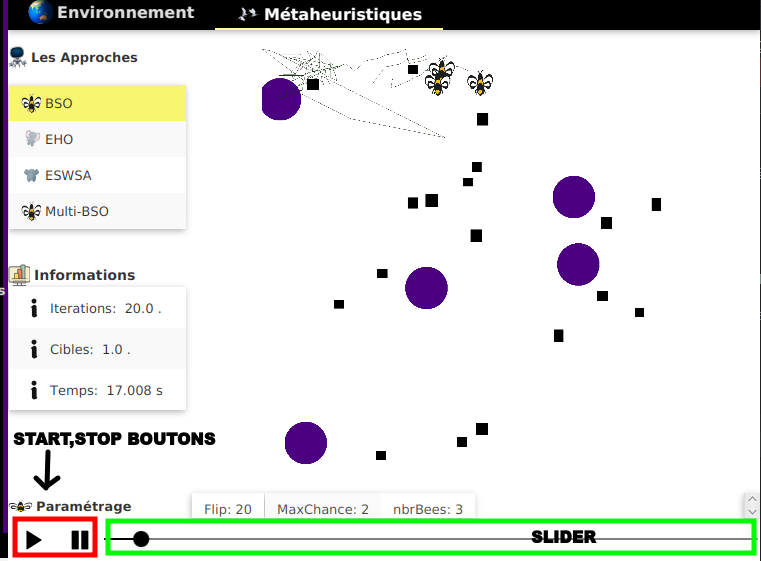 Environnement
Métaheuristiques
Les Approches
BSO
EHO
ESWSA
Multi-BSO
Informations
Iterations: 20.0 .
Cibles: 1.0 .
Temps: 17.008 s
START,STOP BOUTONS
Paramétrage
Flip: 20
MaxChance: 2
nbrBees: 3
SLIDER